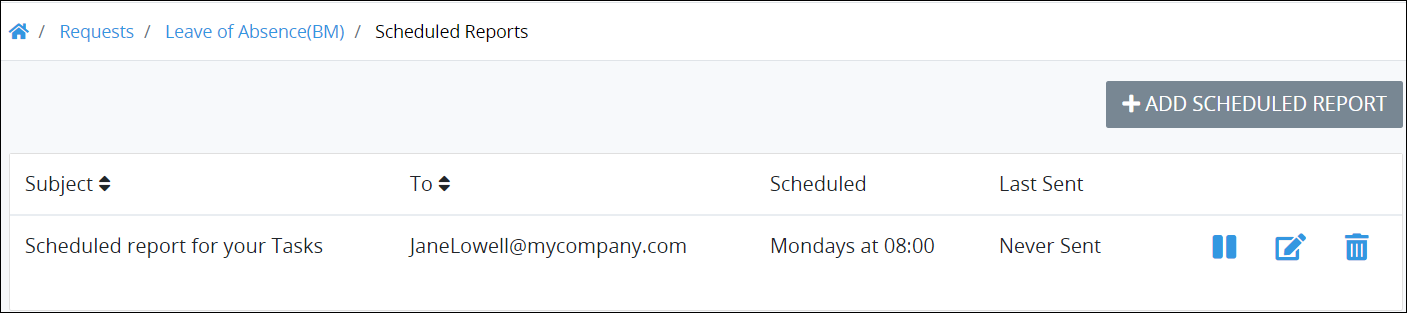 / Requests / Leave of Absence(BM) / Scheduled Reports
ADD SCHEDULED REPORT
Subject To Scheduled Last Sent
Scheduled report for your Tasks JaneLowell@mycompany.com Mondays at 08:00 Never Sent